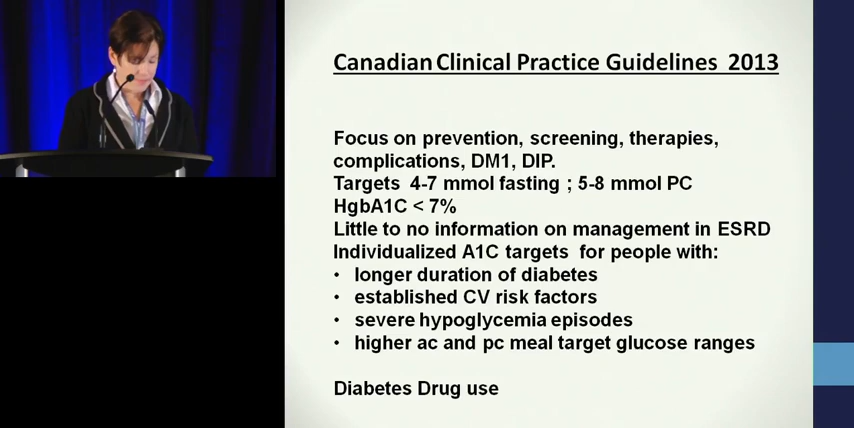 Canadian Clinical Practice Guidelines 2013
Focus on prevention, screening, therapies,
complications, DM1, DIP.
Targets 4-7 mmol fasting ; 5-8 mmol PC
HgbA1C < 7%
Little to no information on management in ESRD
Individualized A1C targets for people with:
• longer duration of diabetes
• established CV risk factors
• severe hypoglycemia episodes
• higher ac and pc meal target glucose ranges
Diabetes Drug use